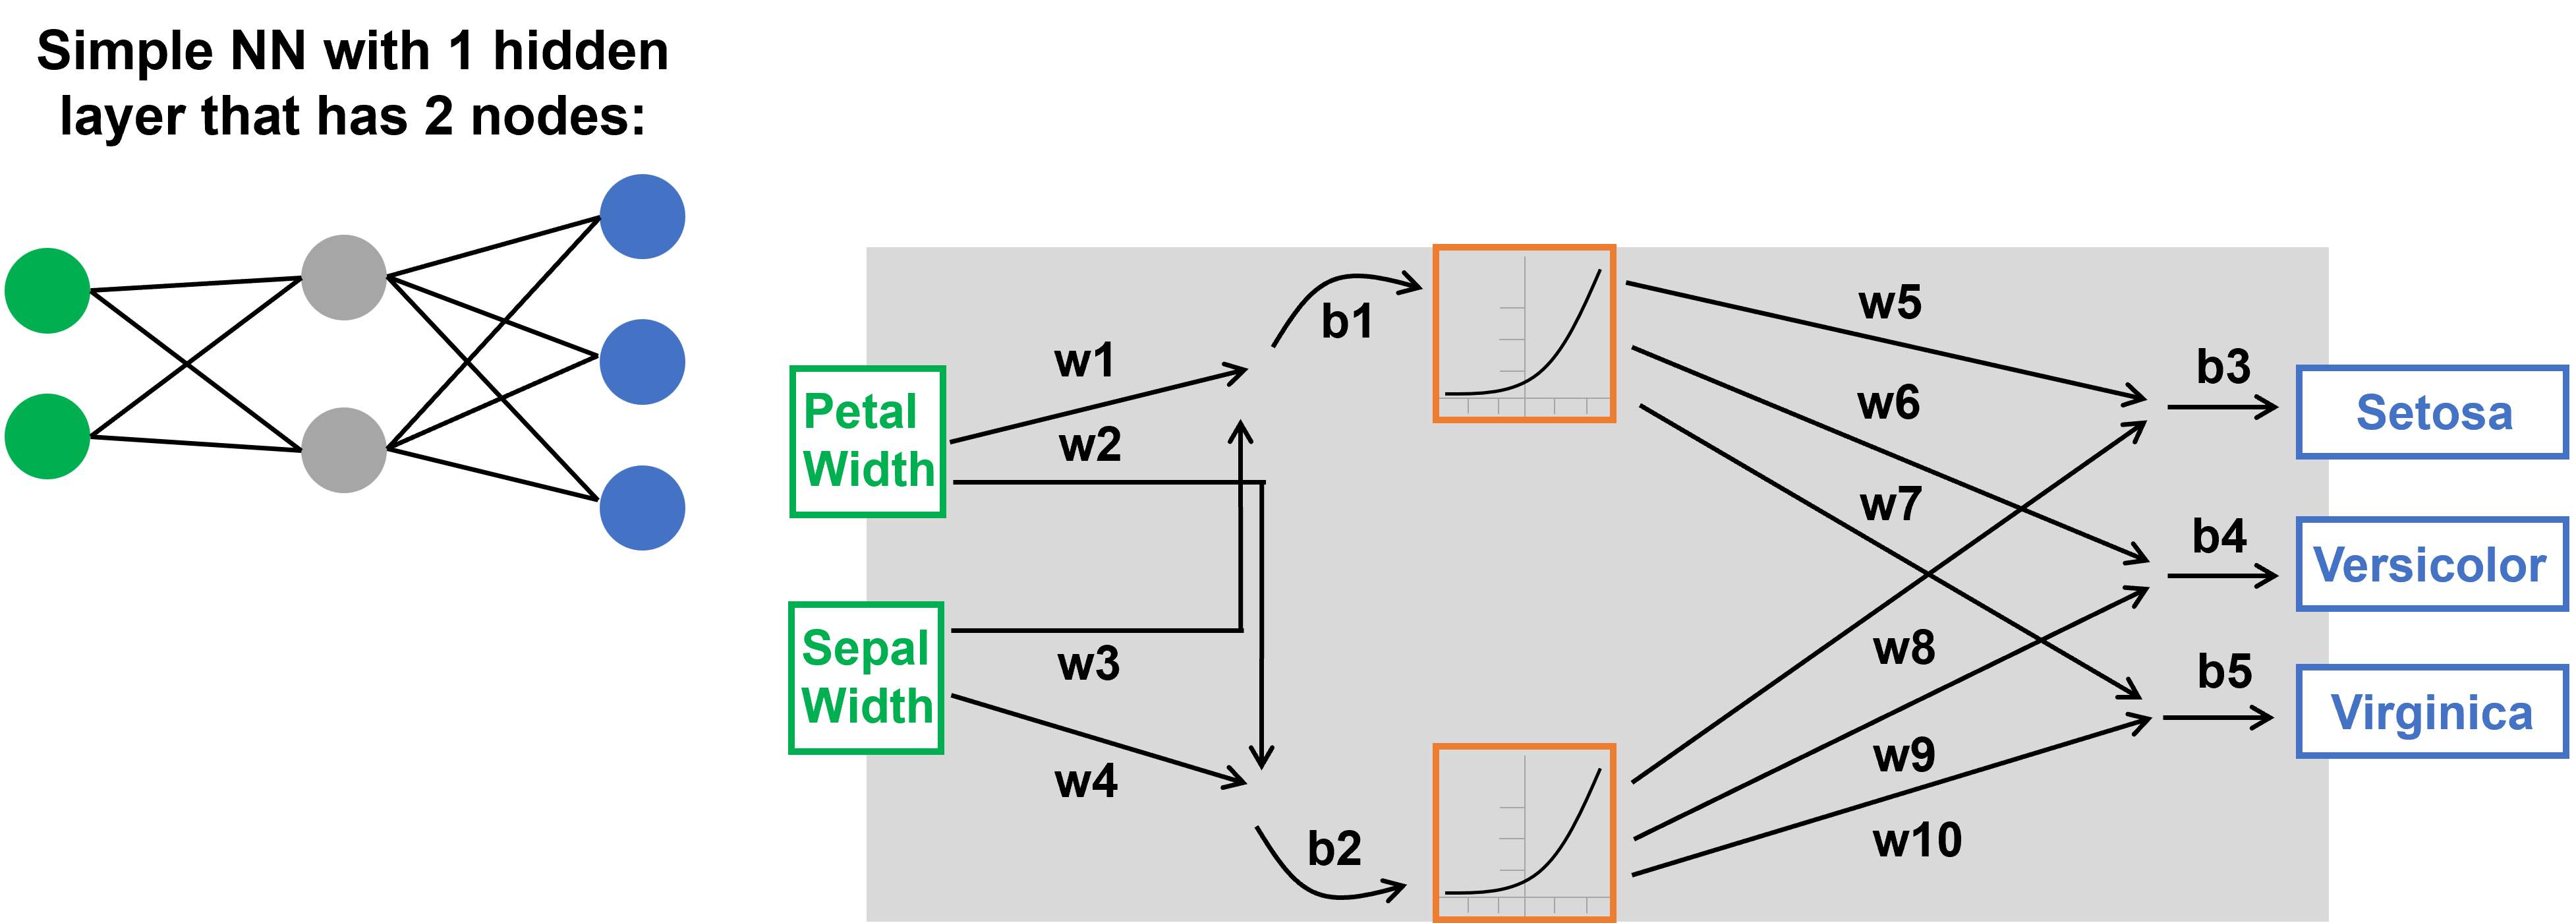 Simple NN with 1 hidden
layer that has 2 nodes:
Petal
Width
Sepal
Width
w1
w2
w3
w4
b1
b2
w5
w6
w7
w8
w9
w10
b3
b4
b5
Setosa
Versicolor
Virginica